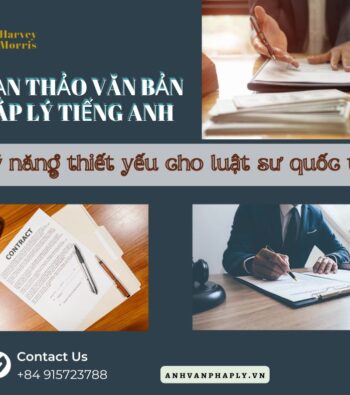 Harvey
Morris
ẠN THẢO VĂN BẢN
ÁP LÝ TIẾNG ANH
năng thiết yếu cho luật sư quốc
CONTRACT
Contact Us
+84 915723788
ANHVANPHAPLY.VN